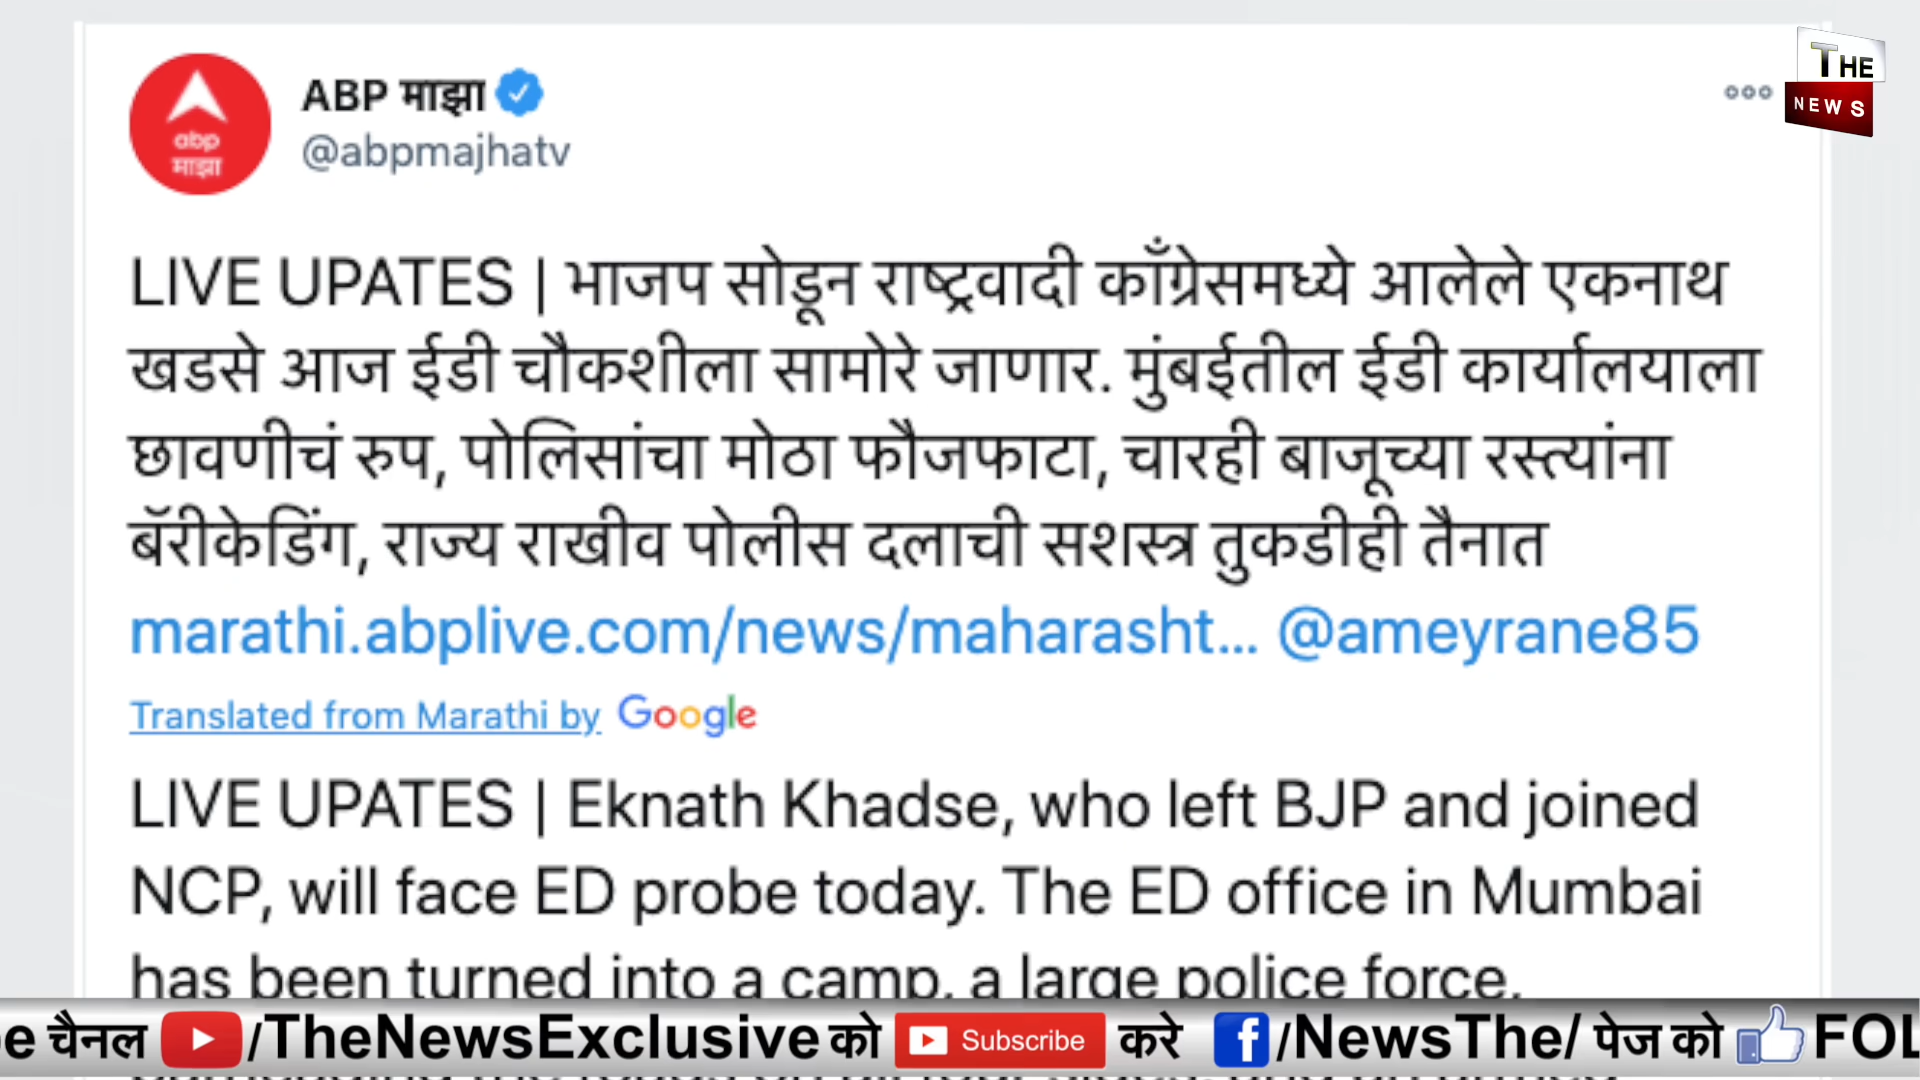 THE
NEWS
ABP माझा
@abpmajhatv
abp
माझा
LIVE UPATES | भाजप सोडून राष्ट्रवादी काँग्रेसमध्ये आलेले एकनाथ
खडसे आज ईडी चौकशीला सामोरे जाणार. मुंबईतील ईडी कार्यालयाला
छावणीचं रुप, पोलिसांचा मोठा फौजफाटा, चारही बाजूच्या रस्त्यांना
बॅरीकेडिंग, राज्य राखीव पोलीस दलाची सशस्त्र तुकडीही तैनात
marathi.abplive.com/news/maharasht... @ameyrane85
Translated from Marathi by Google
LIVE UPATES | Eknath Khadse, who left BJP and joined
NCP, will face ED probe today. The ED office in Mumbai
has been turned into a camp, a large police force,
e चैनल /TheNewsExclusive को Subscribe करे f/NewsThe/ पेज को FOL